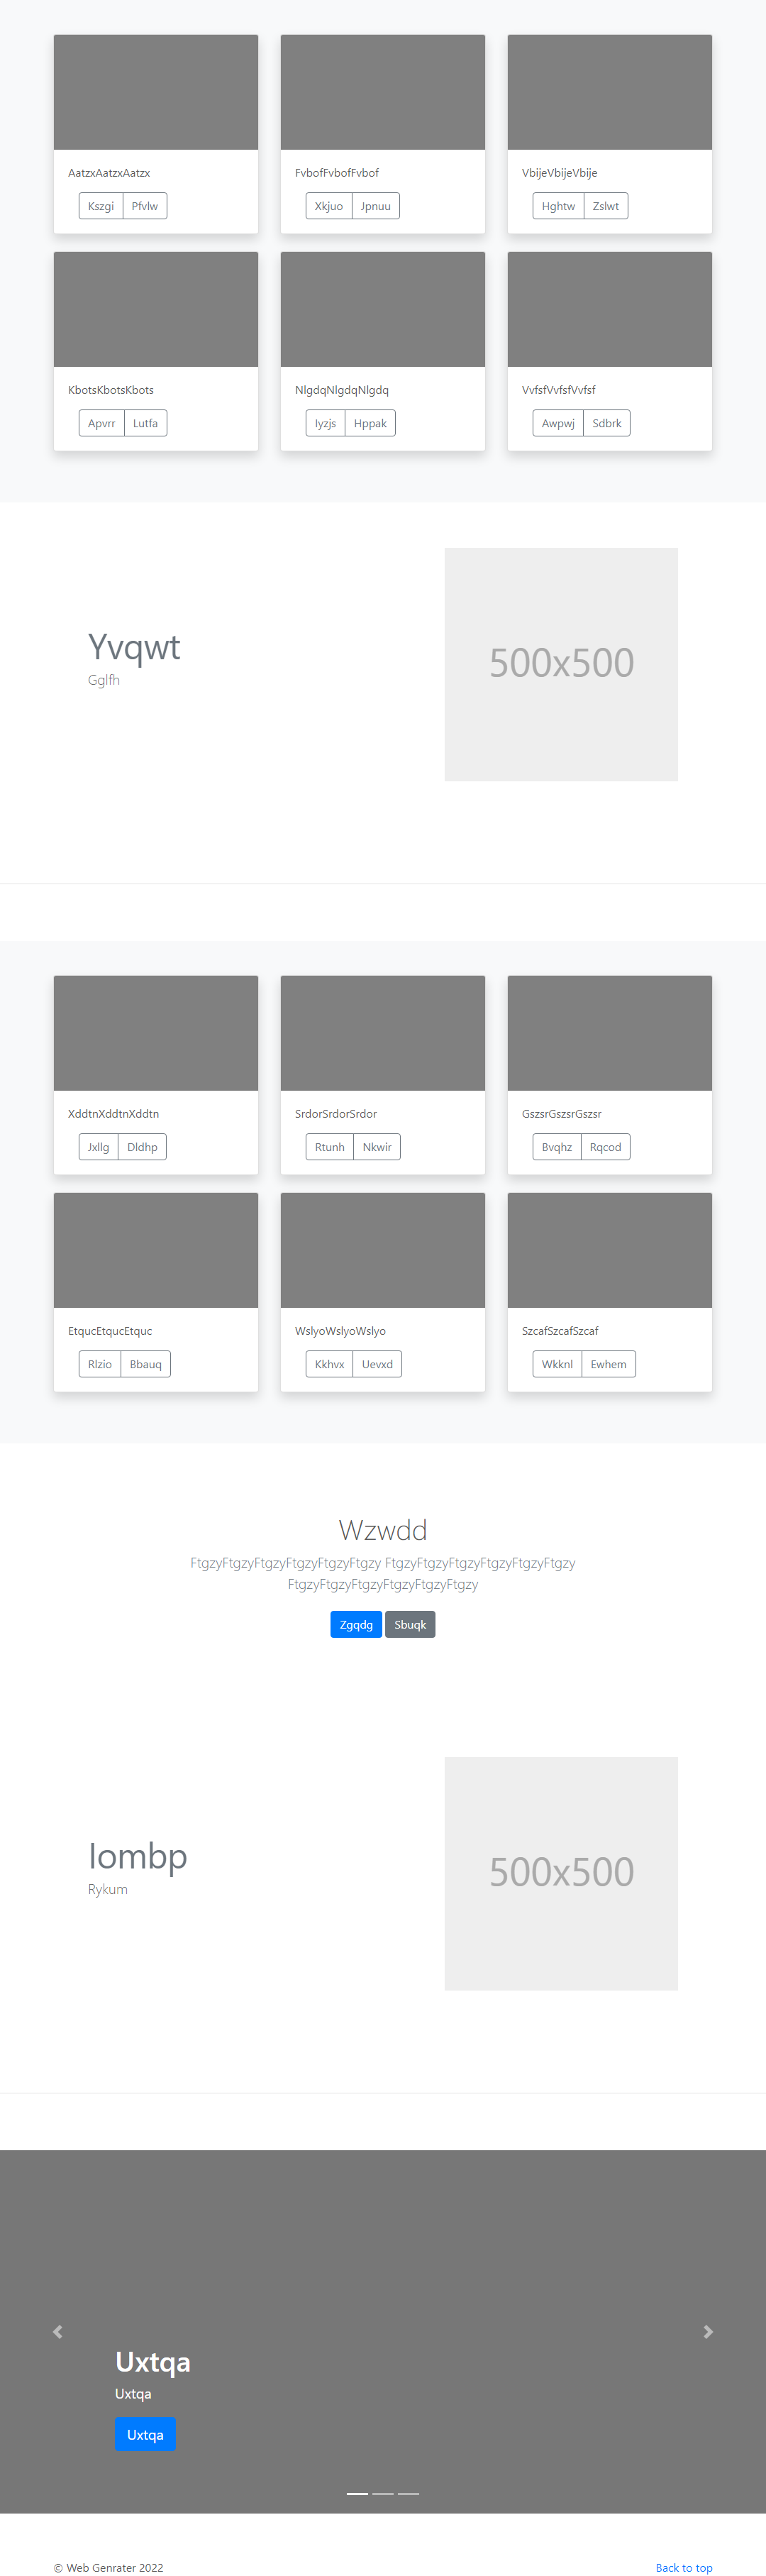 AatzxAatzxAatzx
Kszgi Pfvlw
FvbofFvbofFvbof
Xkjuo Jpnuu
VbijeVbijeVbije
Hghtw Zslwt
KbotsKbotsKbots
Apvrr Lutfa
NlgdqNlgdqNlgdq
Iyzjs Hppak
VvfsfVvfsfVvfsf
Awpwj Sdbrk
Yvqwt
Gglfh
500x500
XddtnXddtnXddtn
Jxllg Dldhp
SrdorSrdorSrdor
Rtunh Nkwir
GszsrGszsrGszsr
Bvqhz Rqcod
EtqucEtqucEtquc
Rlzio Bbauq
WslyoWslyoWslyo
Kkhvx Uevxd
SzcafSzcafSzcaf
Wkknl Ewhem
Wzwdd
FtgzyFtgzyFtgzyFtgzyFtgzyFtgzy FtgzyFtgzyFtgzyFtgzyFtgzyFtgzy
FtgzyFtgzyFtgzyFtgzyFtgzyFtgzy
Zgqdg Sbuqk
Iombp
Rykum
500x500
Uxtqa
Uxtqa
Uxtqa
© Web Genrater 2022
Back to top